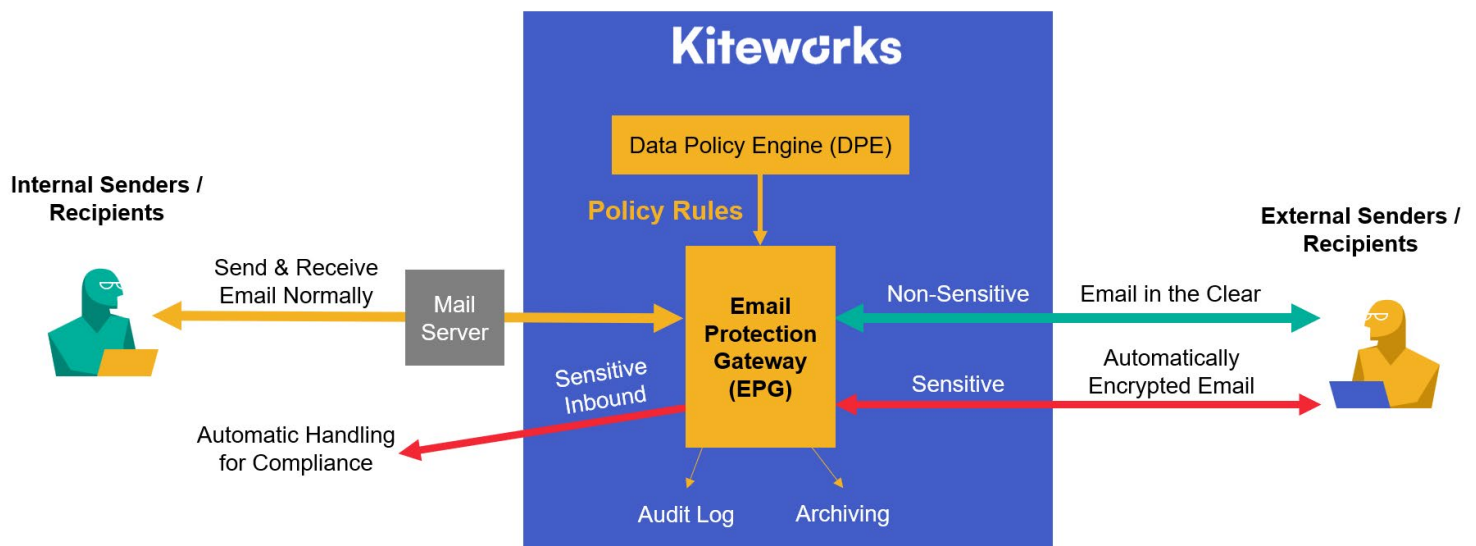 Kiteworks
Data Policy Engine (DPE)
Policy Rules
Internal Senders /
Recipients
Send & Receive
Email Normally
Mail
Server
Email
Protection
Gateway
(EPG)
Non-Sensitive
Email in the Clear
External Senders /
Recipients
Sensitive
Automatically
Encrypted Email
Sensitive
Inbound
Automatic Handling
for Compliance
Audit Log
Archiving